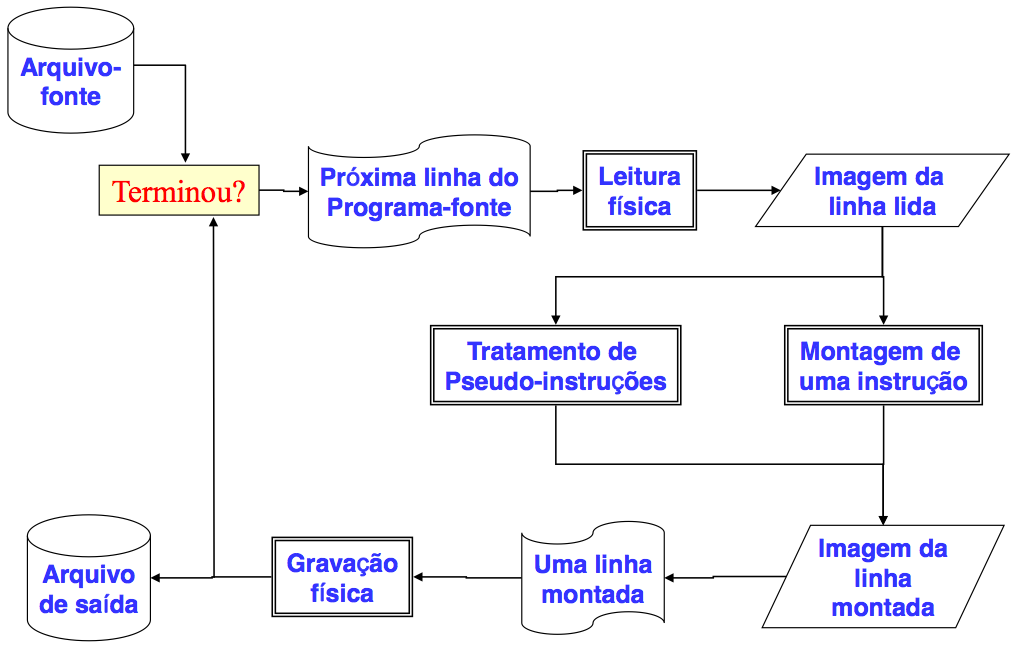 Arquivo-
fonte
Terminou?
Próxima linha do
Programa-fonte
Leitura
física
Imagem da
linha lida
Tratamento de
Pseudo-instruções
Montagem de
uma instrução
Imagem da
linha
montada
Uma linha
montada
Gravação
física
Arquivo
de saída